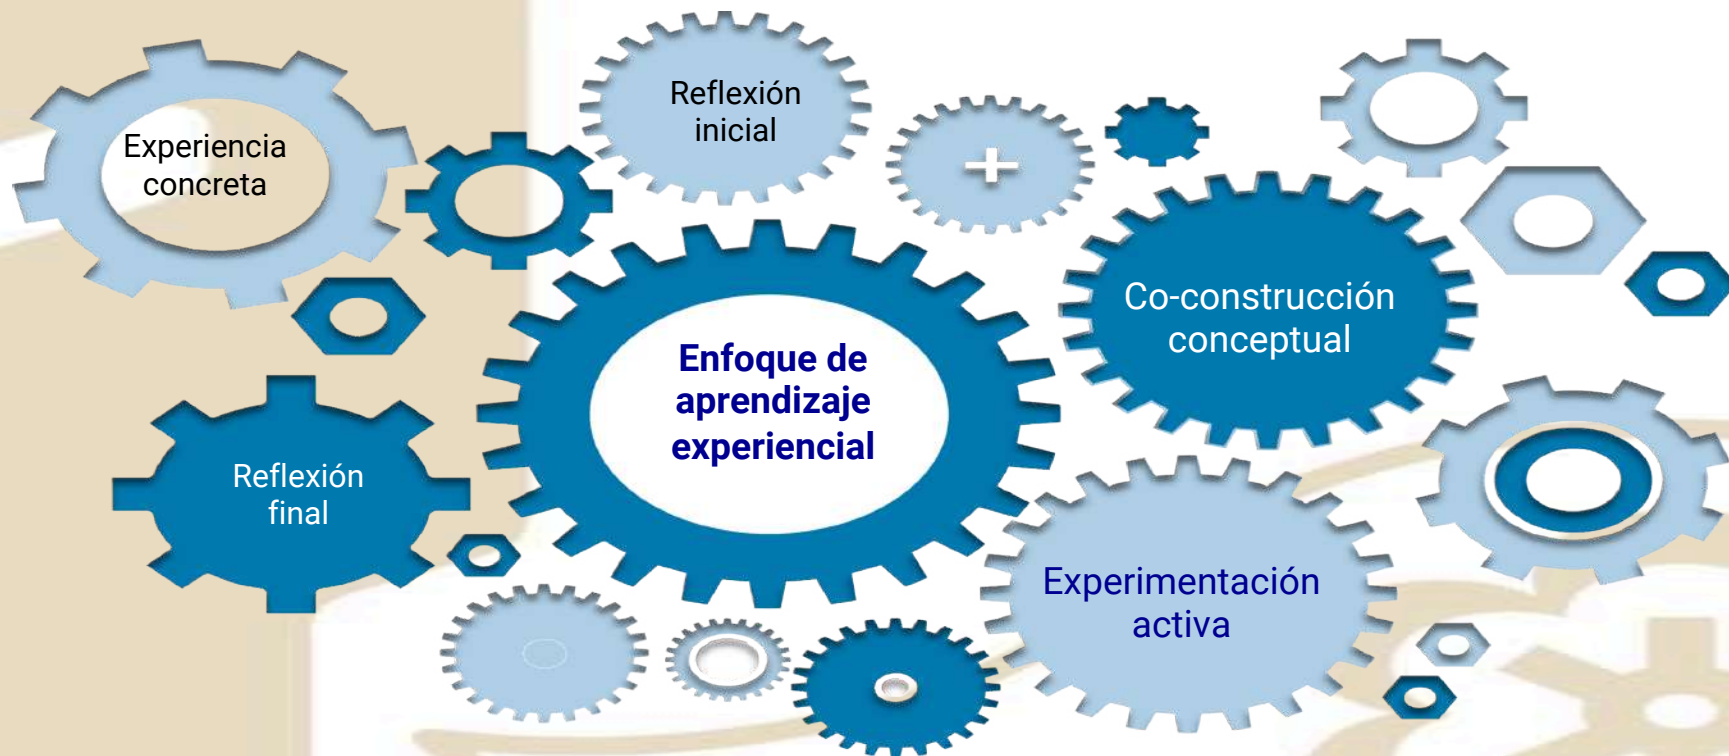 Experiencia
concreta
Reflexión
inicial
Enfoque de
aprendizaje
experiencial
Co-construcción
conceptual
Reflexión
final
Experimentación
activa